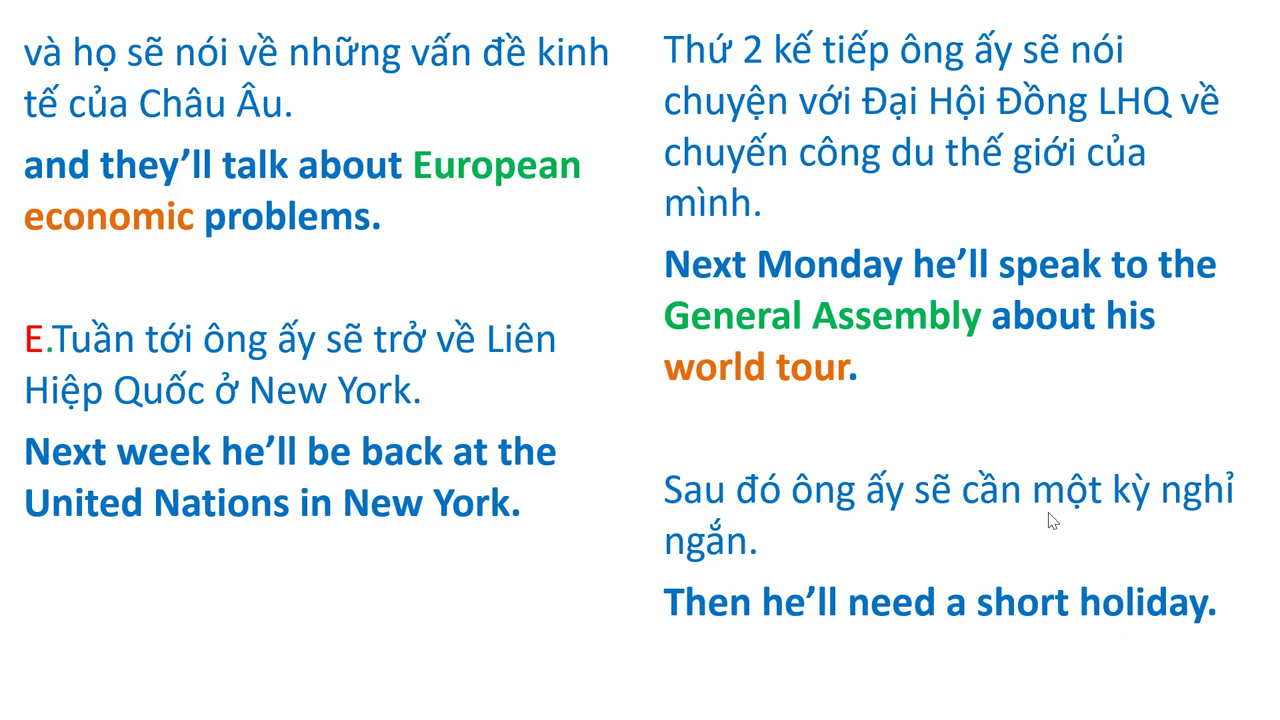 và họ sẽ nói về những vấn đề kinh
tế của Châu Âu.
and they’ll talk about European
economic problems.
E.Tuần tới ông ấy sẽ trở về Liên
Hiệp Quốc ở New York.
Next week he’ll be back at the
United Nations in New York.
Thứ 2 kế tiếp ông ấy sẽ nói
chuyện với Đại Hội Đồng LHQ về
chuyến công du thế giới của
mình.
Next Monday he’ll speak to the
General Assembly about his
world tour.
Sau đó ông ấy sẽ cần một kỳ nghỉ
ngắn.
Then he’ll need a short holiday.